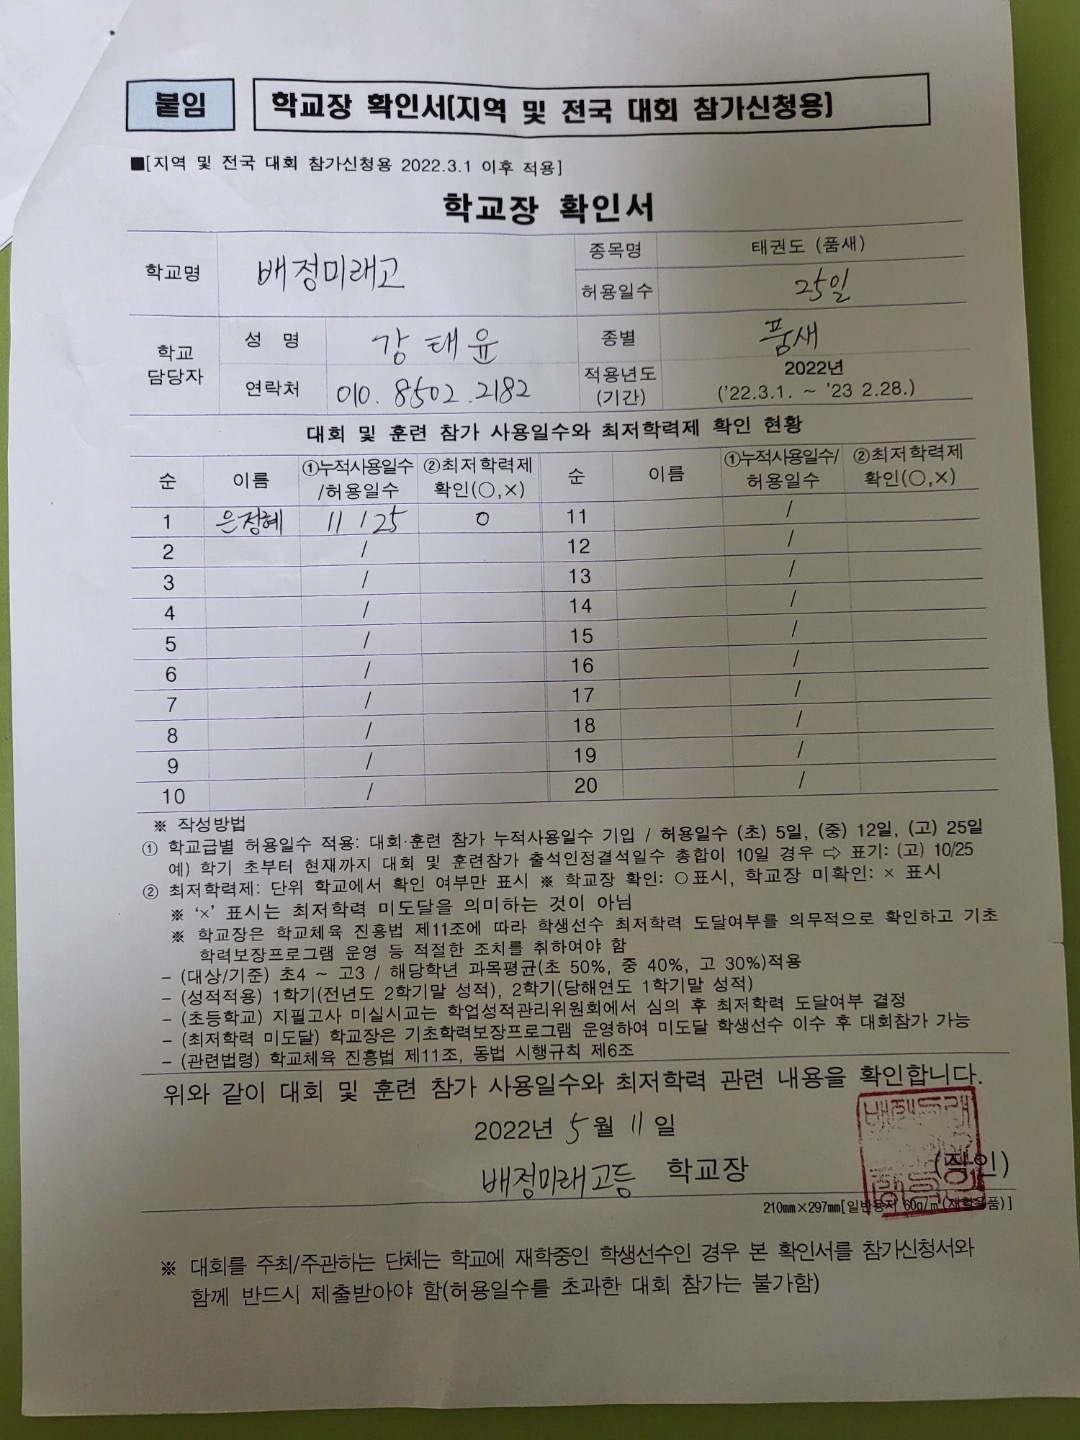 붙임
학교장 확인서[지역 및 전국 대회 참가신청용]
■[지역 및 전국 대회 참가신청용 2022.3.1 이후 적용]
학교장 확인서
학교명 배정미래고 종목명 태권도 (품새)
허용일수 25일
학교 담당자 성 명 강태윤 종별 품새
연락처 010. 8502. 2182 적용년도 (기간) 2022년 ('22.3.1. ~ '23 2.28.)
대회 및 훈련 참가 사용일수와 최저학력제 확인 현황
순 이름 ①누적사용일수/허용일수 ②최저학력제 확인(○,×) 순 이름 ①누적사용일수/허용일수 ②최저학력제 확인(○,×)
1 은정혜 11 / 25 ○ 11 /
2 / 12 /
3 / 13 /
4 / 14 /
5 / 15 /
6 / 16 /
7 / 17 /
8 / 18 /
9 / 19 /
10 / 20 /
※ 작성방법
① 학교급별 허용일수 적용: 대회·훈련 참가 누적사용일수 기입 / 허용일수 (초) 5일, (중) 12일, (고) 25일
예) 학기 초부터 현재까지 대회 및 훈련참가 출석인정결석일수 총합이 10일 경우 ⇨ 표기: (고) 10/25
② 최저학력제: 단위 학교에서 확인 여부만 표시 ※ 학교장 확인: ○표시, 학교장 미확인: × 표시
※ '×' 표시는 최저학력 미도달을 의미하는 것이 아님
※ 학교장은 학교체육 진흥법 제11조에 따라 학생선수 최저학력 도달여부를 의무적으로 확인하고 기초
학력보장프로그램 운영 등 적절한 조치를 취하여야 함
- (대상/기준) 초4 ~ 고3 / 해당학년 과목평균(초 50%, 중 40%, 고 30%)적용
- (성적적용) 1학기(전년도 2학기말 성적), 2학기(당해연도 1학기말 성적)
- (초등학교) 지필고사 미실시교는 학업성적관리위원회에서 심의 후 최저학력 도달여부 결정
- (최저학력 미도달) 학교장은 기초학력보장프로그램 운영하여 미도달 학생선수 이수 후 대회참가 가능
- (관련법령) 학교체육 진흥법 제11조, 동법 시행규칙 제6조
위와 같이 대회 및 훈련 참가 사용일수와 최저학력 관련 내용을 확인합니다.
2022년 5월 11일
배정미래고등 학교장 (직인)
210㎜×297㎜[일반용지 60g/㎡(재활용품)]
※ 대회를 주최/주관하는 단체는 학교에 재학중인 학생선수인 경우 본 확인서를 참가신청서와
함께 반드시 제출받아야 함(허용일수를 초과한 대회 참가는 불가함)